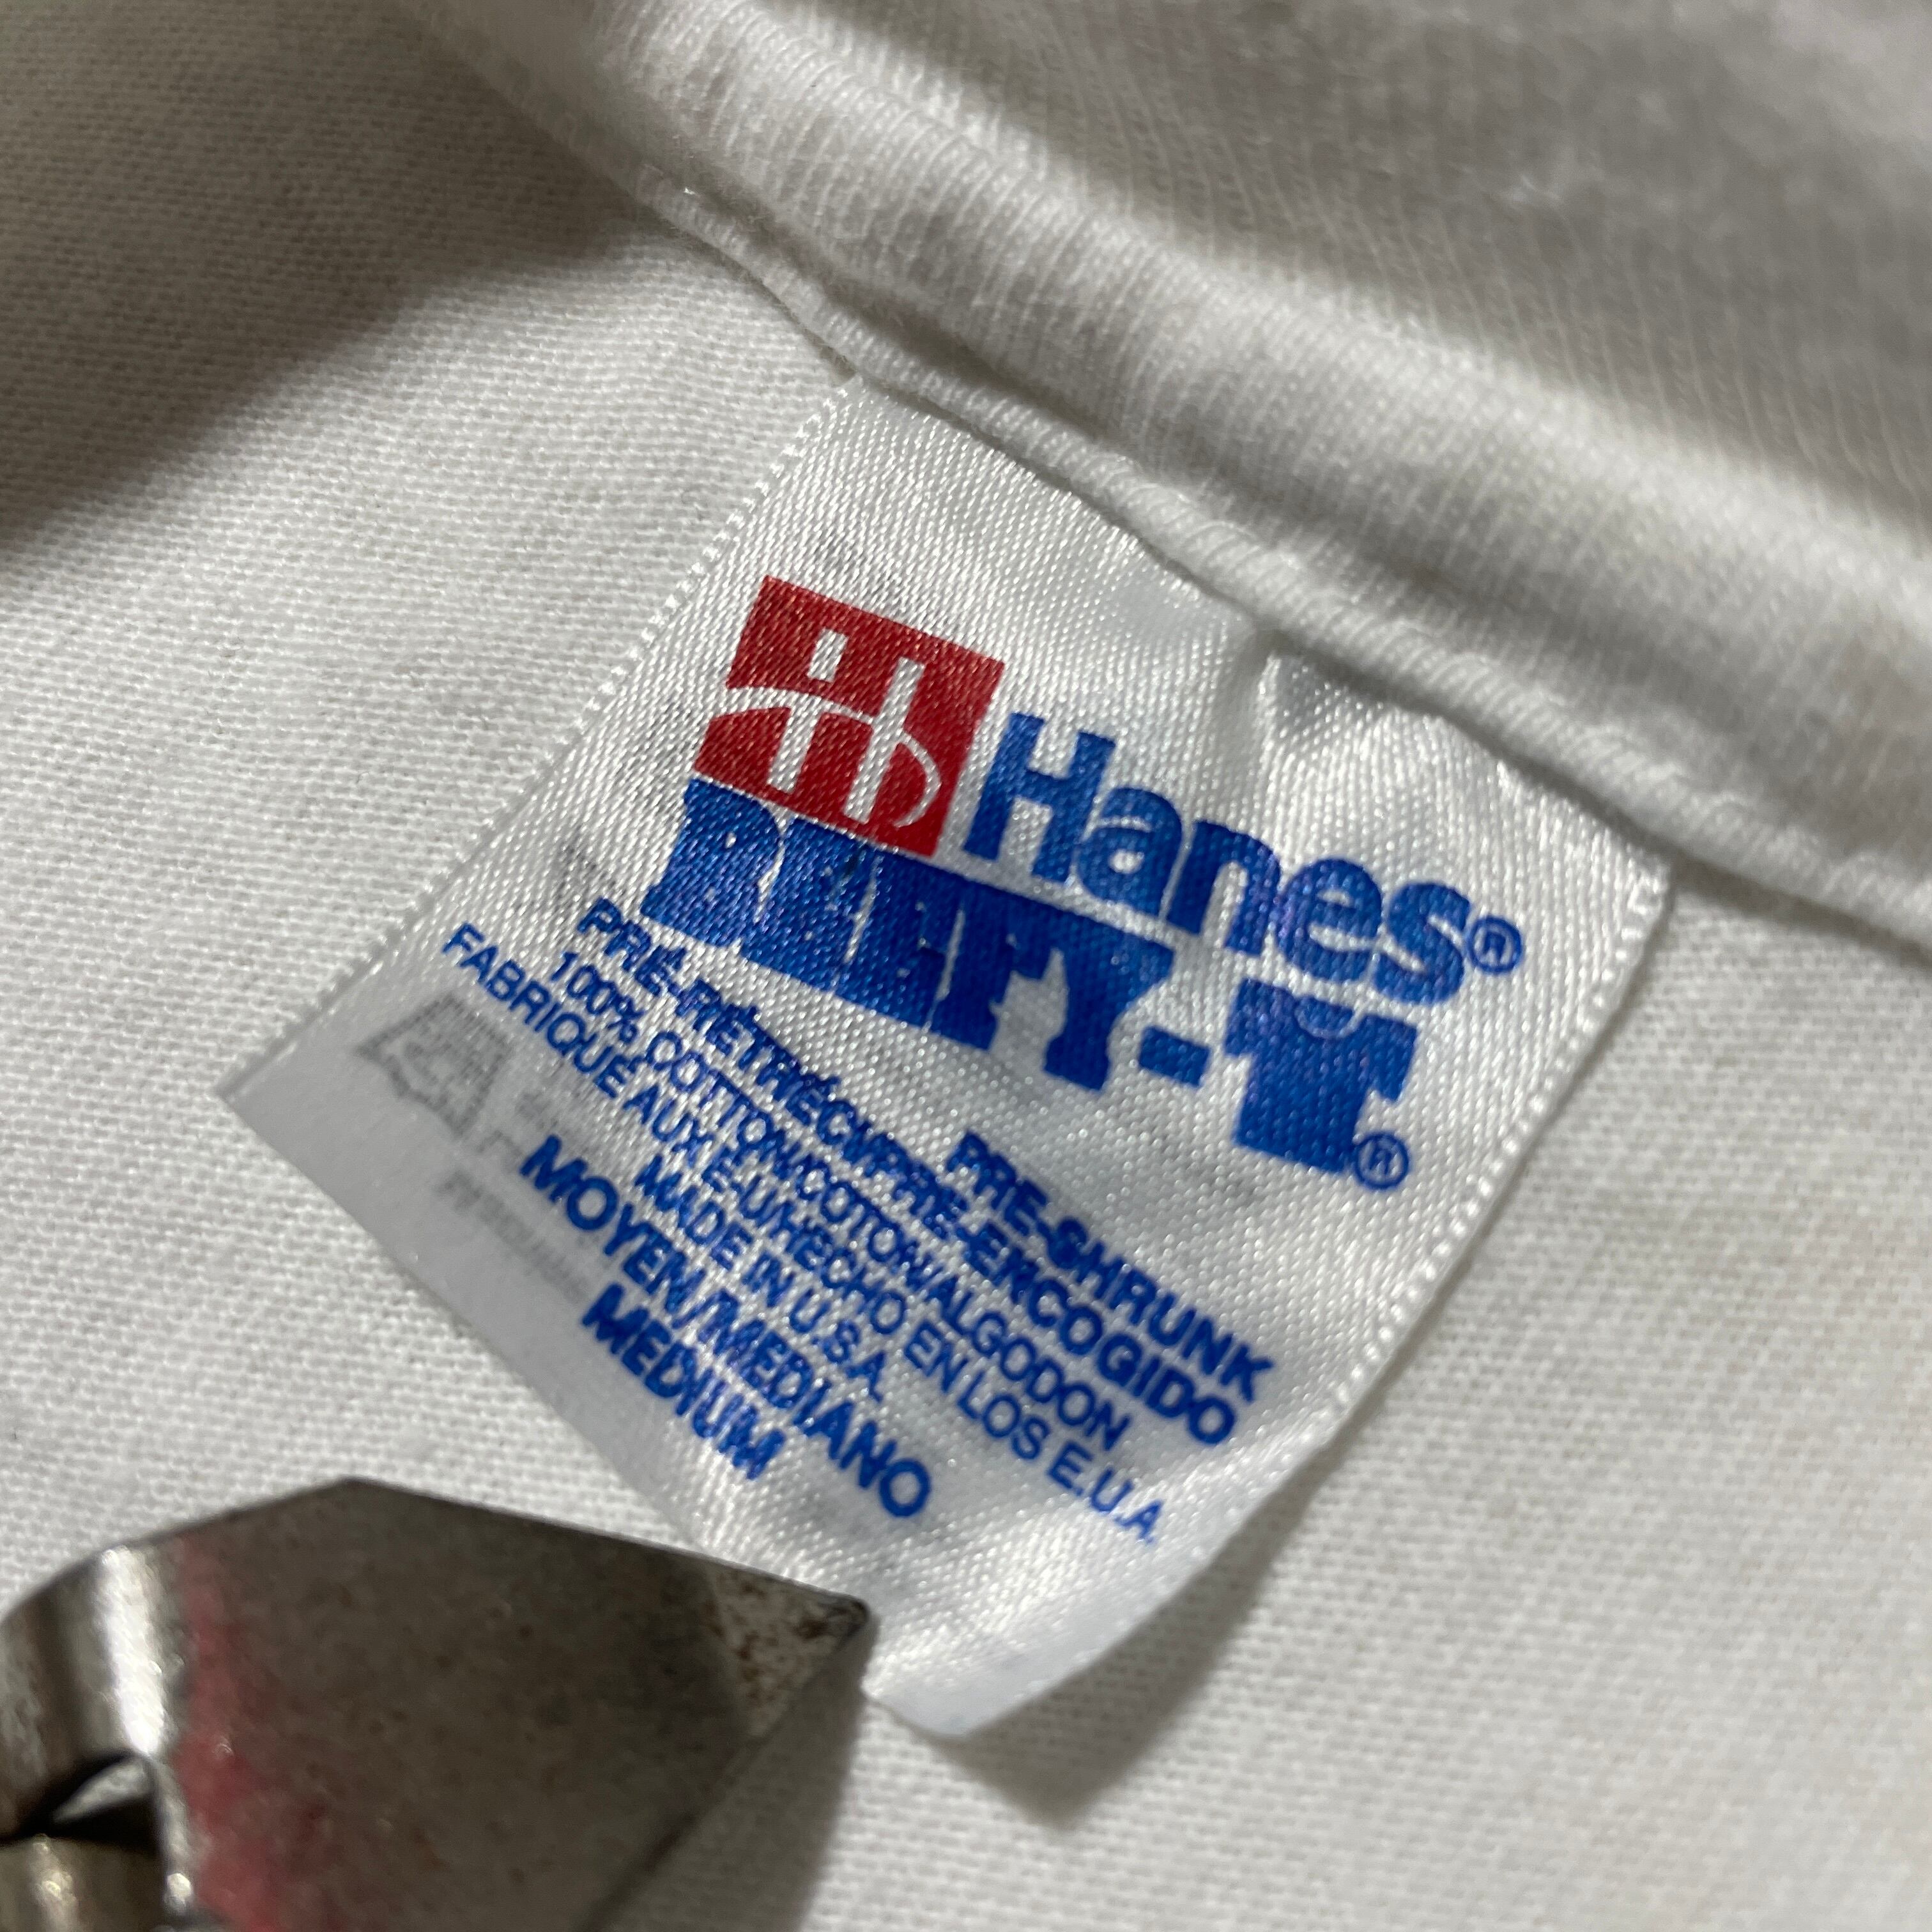 Hanes®
BEEFY-T.®
PRE-SHRUNK
PRÉ-RÉTRÉCI/PRE-ERCOGIDO
100% COTTON/COTON/ALGODON
FABRIQUÉ AUX É-U/HECHO EN LOS E.U.A.
MADE IN U.S.A.
MOYEN/MEDIANO
MEDIUM